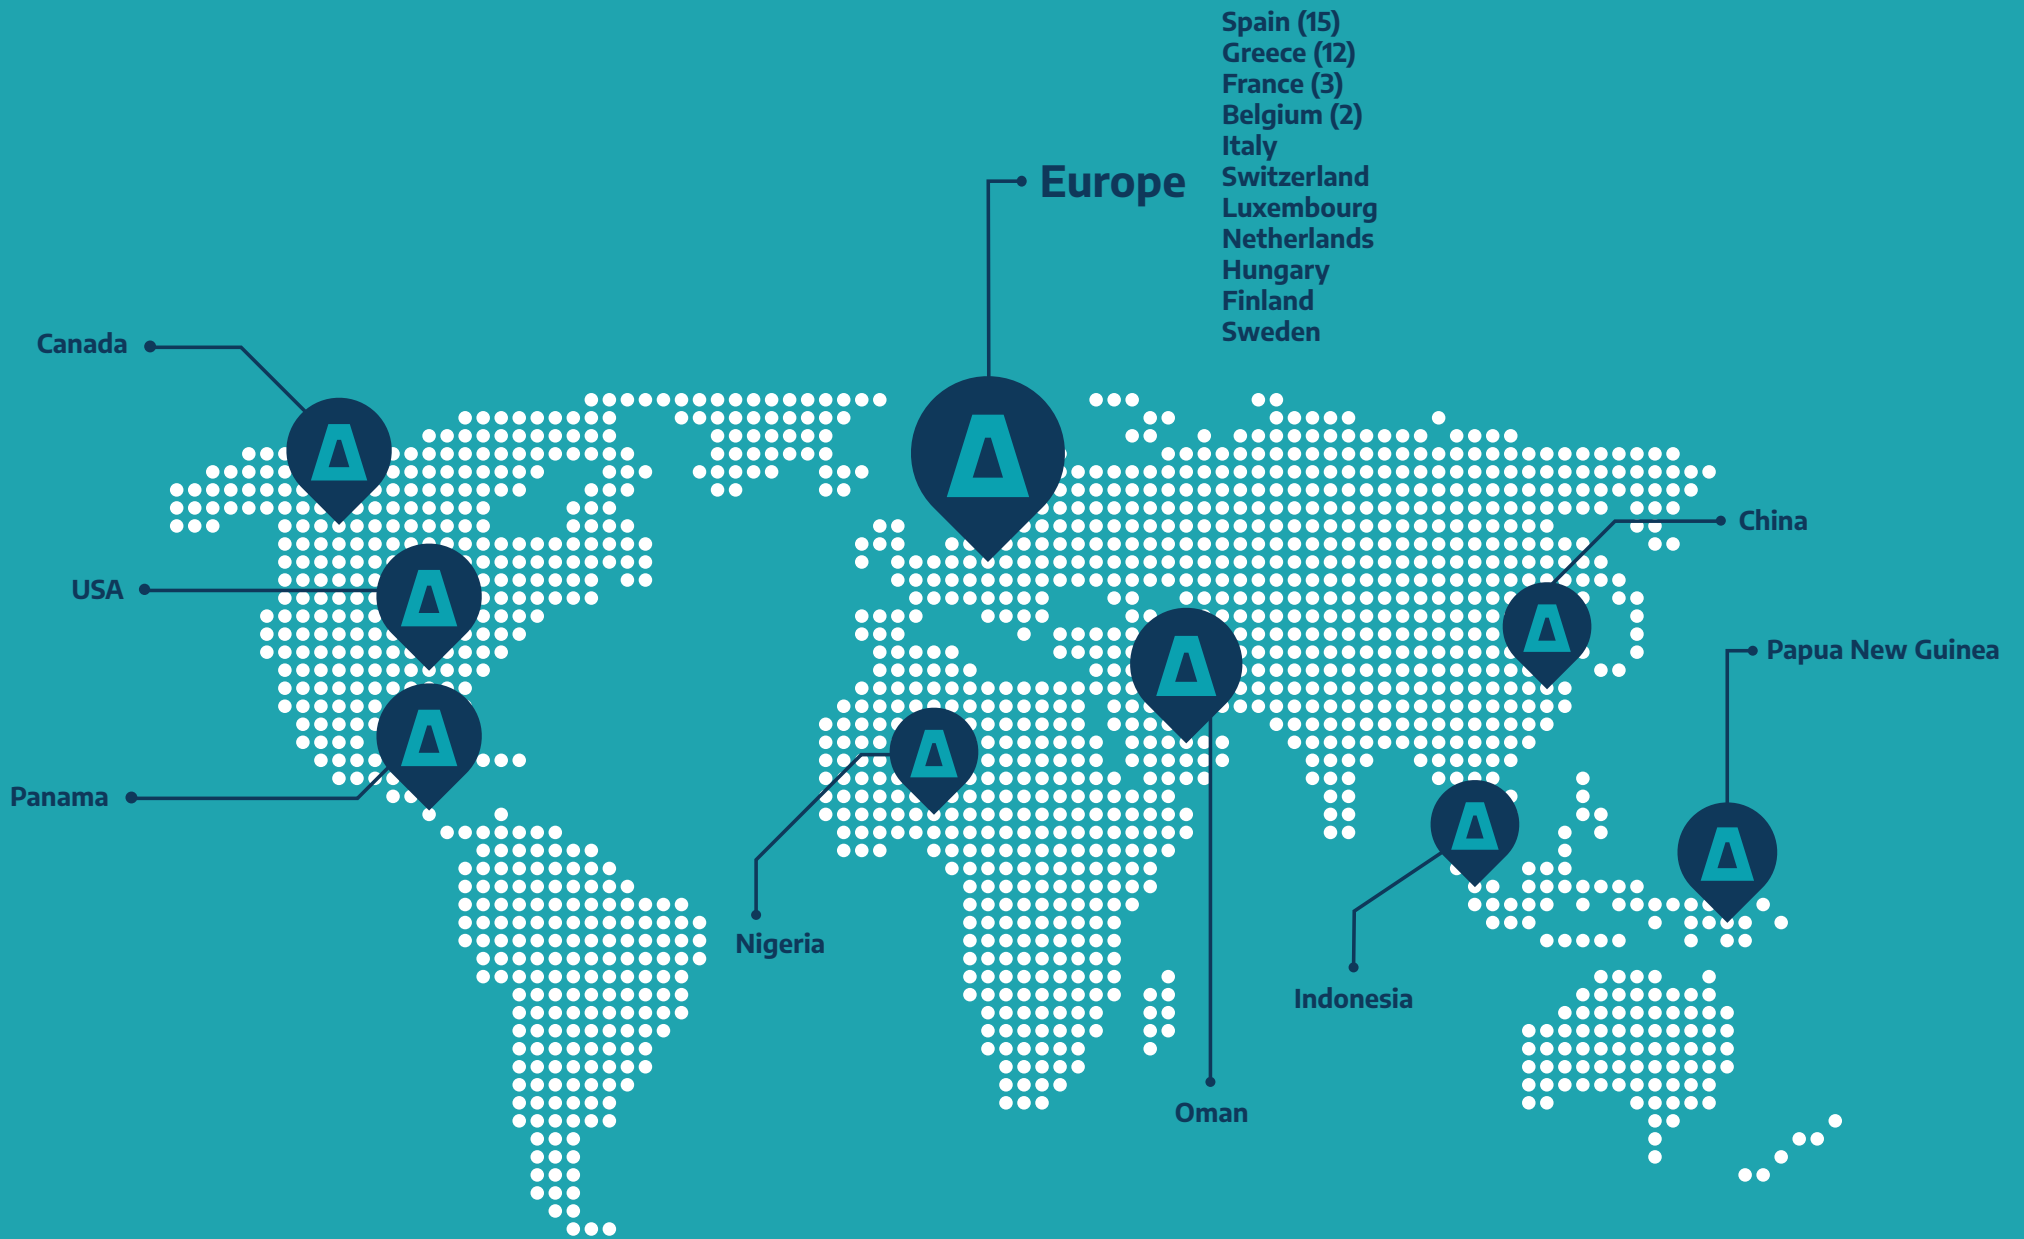 Spain (15)
Greece (12)
France (3)
Belgium (2)
Italy
Europe
Switzerland
Luxembourg
Netherlands
Hungary
Finland
Sweden
Canada
China
USA
Papua New Guinea
Panama
Nigeria
Indonesia
Oman